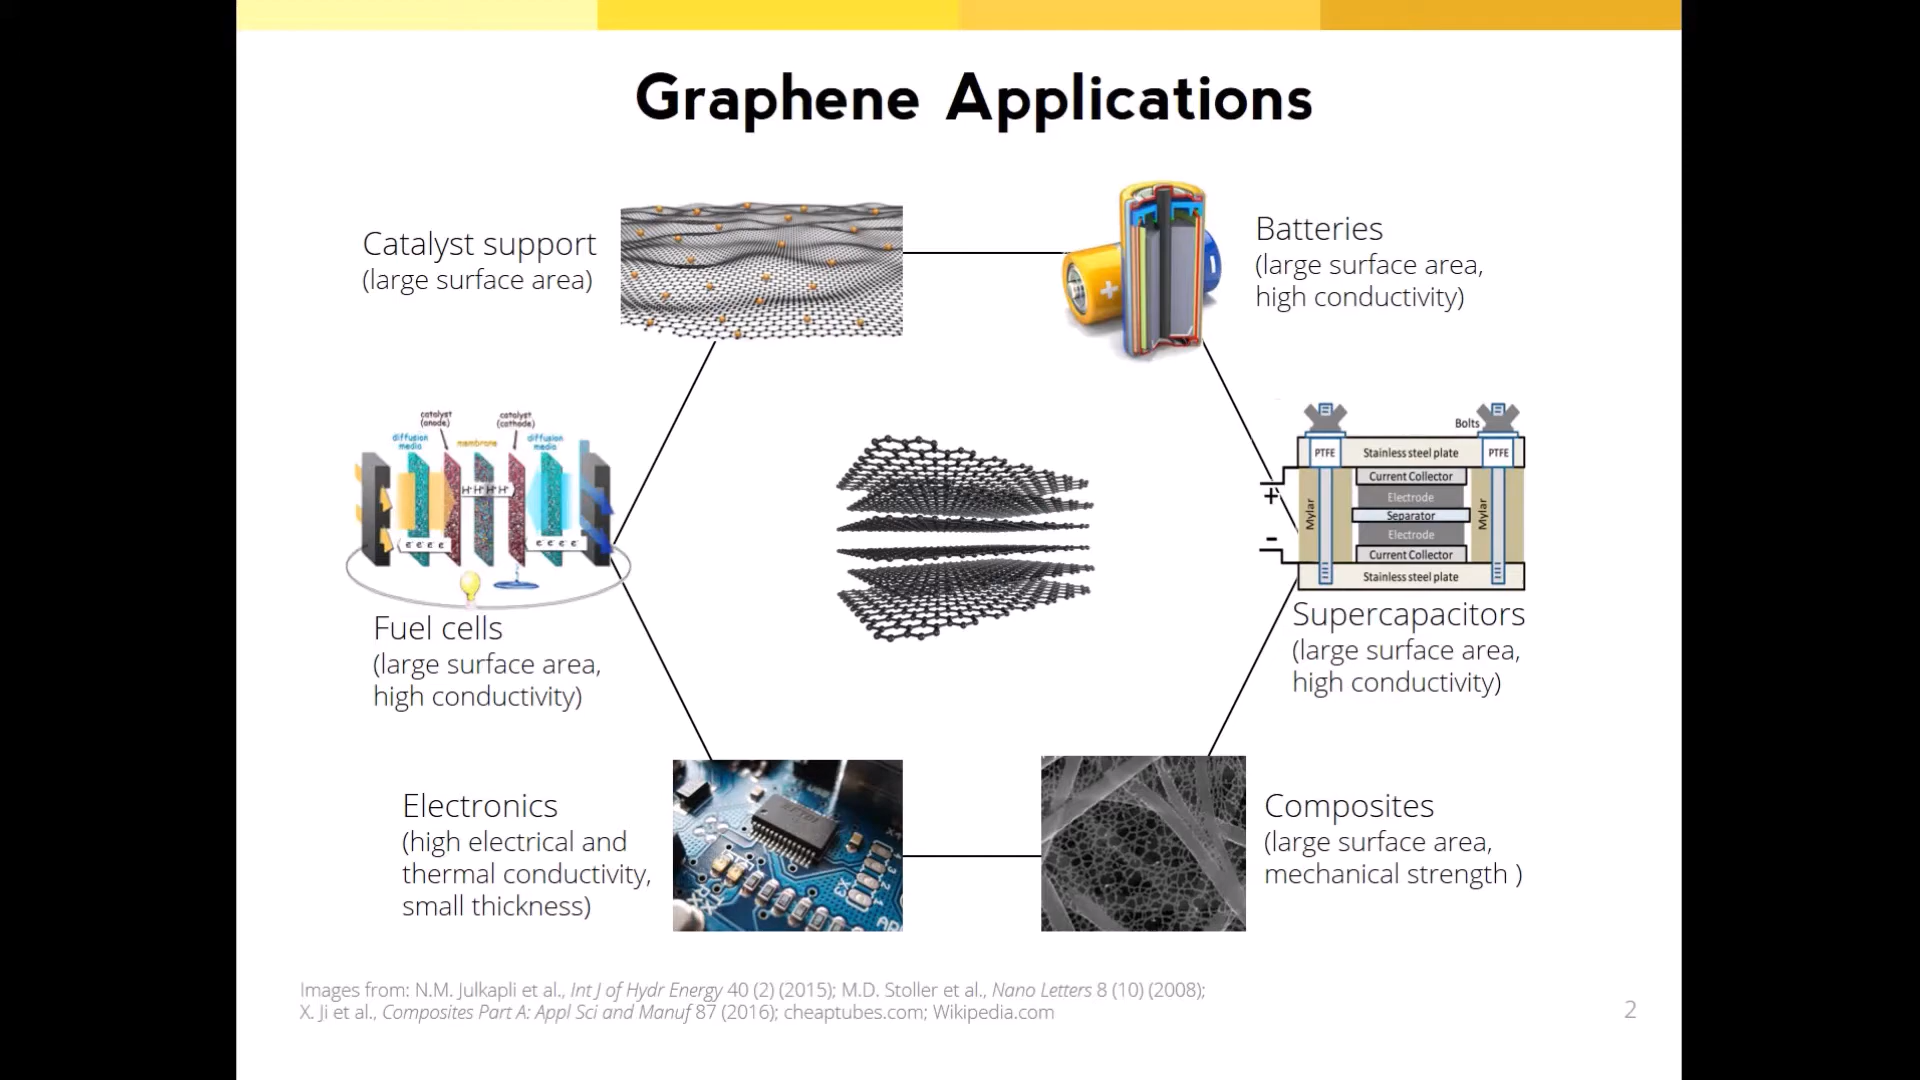 Graphene Applications
Catalyst support
(large surface area)
Batteries
(large surface area,
high conductivity)
catalyst
(anode)
catalyst
(cathode)
diffusion
media
membrane
diffusion
media
H⁺ H⁺ H⁺ H⁺
e⁻ e⁻ e⁻ e⁻
e⁻ e⁻ e⁻ e⁻
Fuel cells
(large surface area,
high conductivity)
Bolts
PTFE
Stainless steel plate
PTFE
Current Collector
Electrode
Mylar
Separator
Mylar
Electrode
Current Collector
Stainless steel plate
+
-
Supercapacitors
(large surface area,
high conductivity)
Electronics
(high electrical and
thermal conductivity,
small thickness)
Composites
(large surface area,
mechanical strength )
Images from: N.M. Julkapli et al., Int J of Hydr Energy 40 (2) (2015); M.D. Stoller et al., Nano Letters 8 (10) (2008);
X. Ji et al., Composites Part A: Appl Sci and Manuf 87 (2016); cheaptubes.com; Wikipedia.com
2